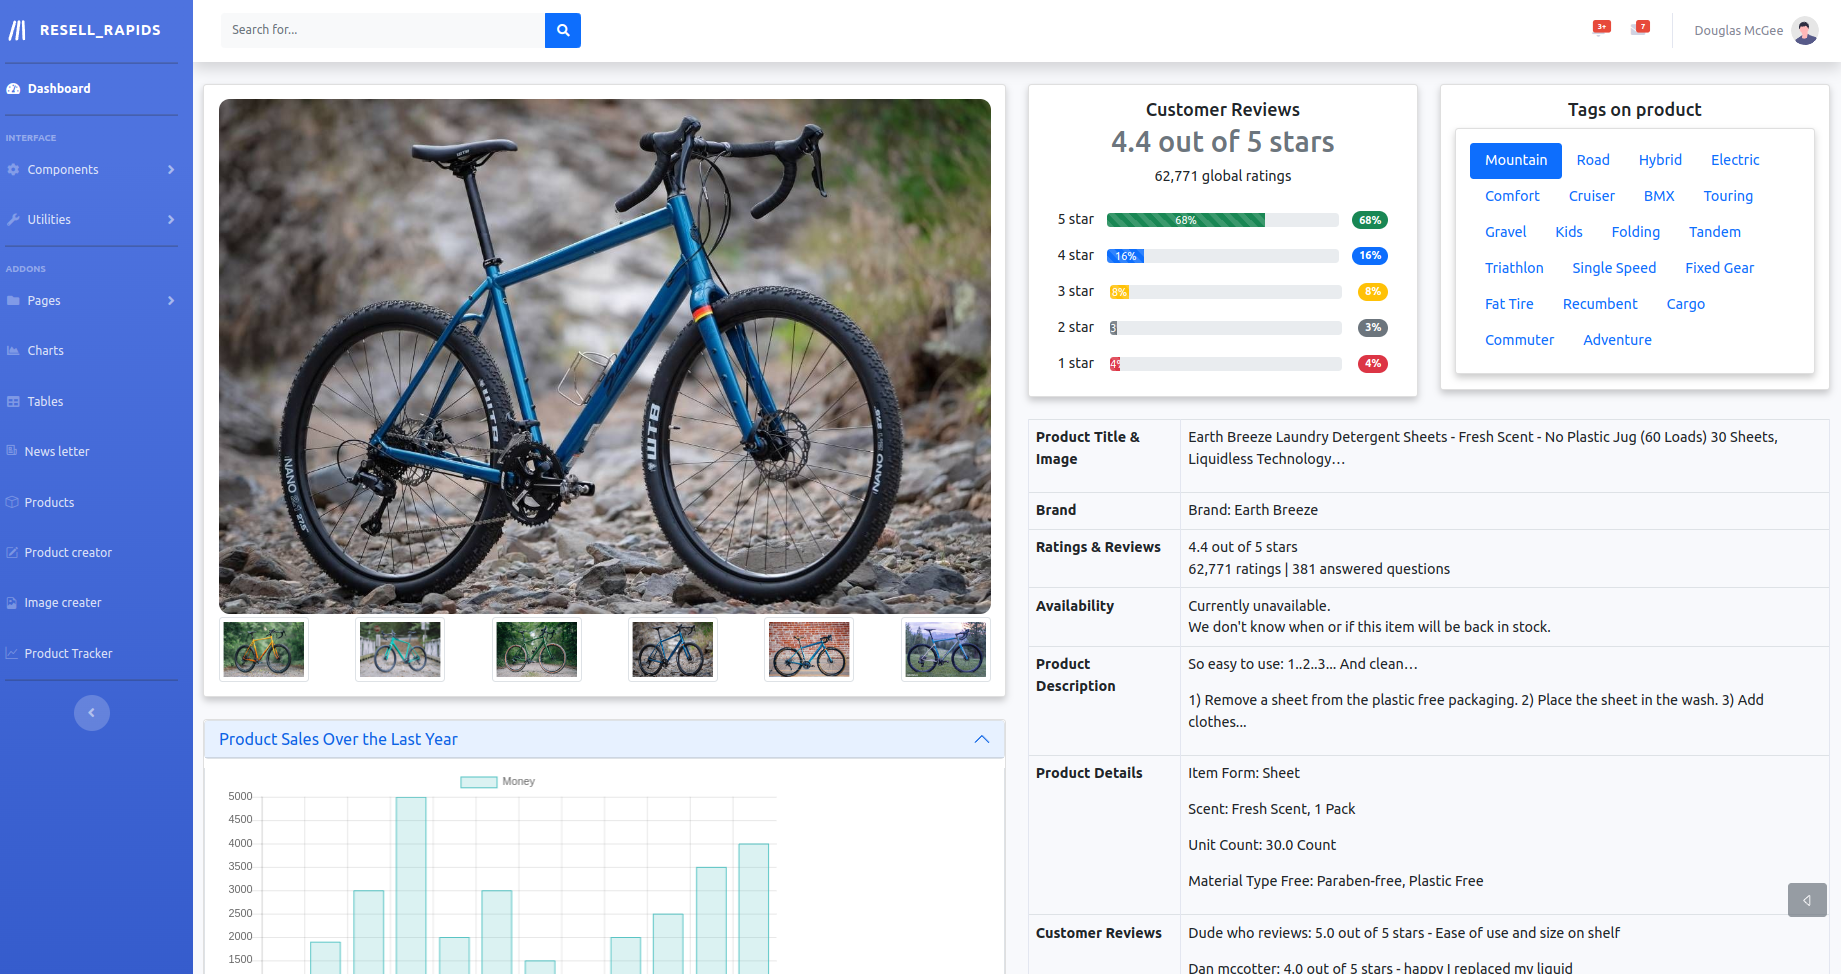 RESELL_RAPIDS
Dashboard
INTERFACE
Components
Utilities
ADDONS
Pages
Charts
Tables
News letter
Products
Product creator
Image creater
Product Tracker
Search for...
3+
7
Douglas McGee
WTB
NANO
WTB
NANO
Product Sales Over the Last Year
Money
5000
4500
4000
3500
3000
2500
2000
1500
Customer Reviews
4.4 out of 5 stars
62,771 global ratings
5 star 68% 68%
4 star 16% 16%
3 star 8% 8%
2 star 3 3%
1 star 4% 4%
Tags on product
Mountain Road Hybrid Electric
Comfort Cruiser BMX Touring
Gravel Kids Folding Tandem
Triathlon Single Speed Fixed Gear
Fat Tire Recumbent Cargo
Commuter Adventure
Product Title & Image
Earth Breeze Laundry Detergent Sheets - Fresh Scent - No Plastic Jug (60 Loads) 30 Sheets,
Liquidless Technology…
Brand
Brand: Earth Breeze
Ratings & Reviews
4.4 out of 5 stars
62,771 ratings | 381 answered questions
Availability
Currently unavailable.
We don't know when or if this item will be back in stock.
Product
Description
So easy to use: 1..2..3... And clean…
1) Remove a sheet from the plastic free packaging. 2) Place the sheet in the wash. 3) Add
clothes...
Product Details
Item Form: Sheet
Scent: Fresh Scent, 1 Pack
Unit Count: 30.0 Count
Material Type Free: Paraben-free, Plastic Free
Customer Reviews
Dude who reviews: 5.0 out of 5 stars - Ease of use and size on shelf
Dan mccotter: 4.0 out of 5 stars - happy I replaced my liquid